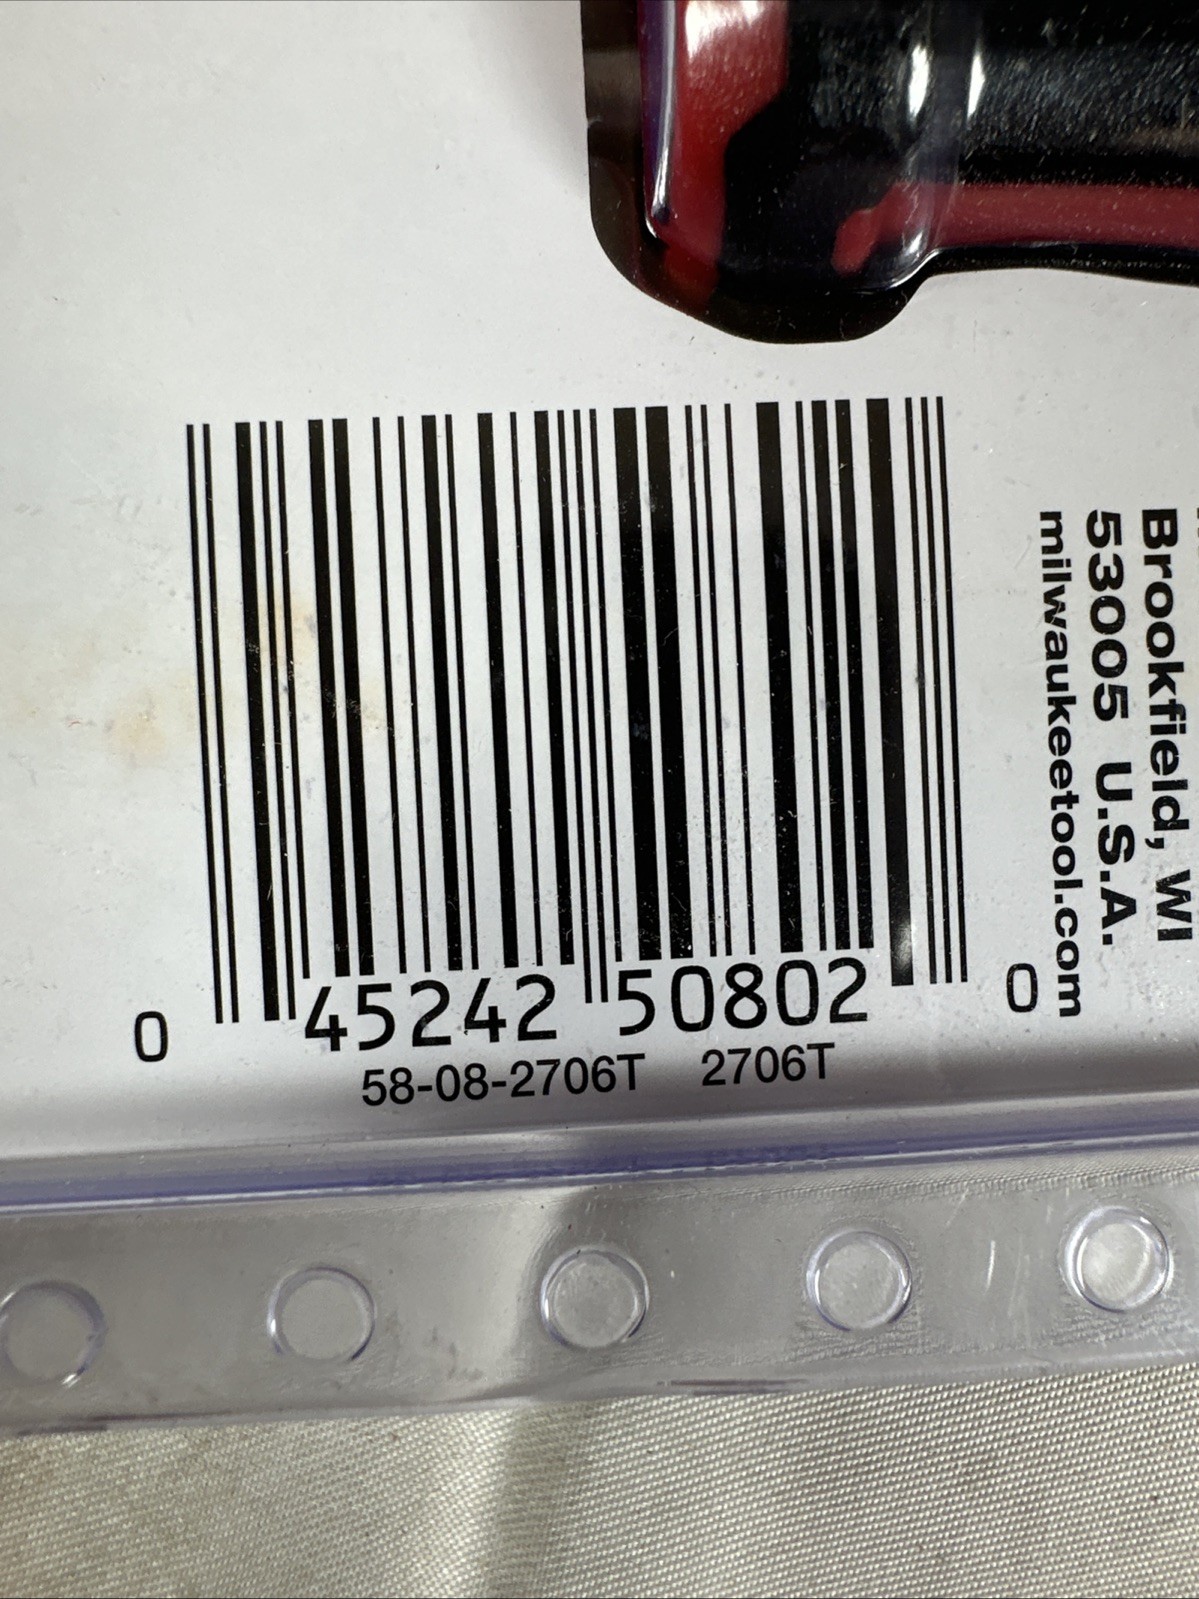 0 45242 50802 0
58-08-2706T 2706T
Brookfield, WI
53005 U.S.A.
milwaukeetool.com